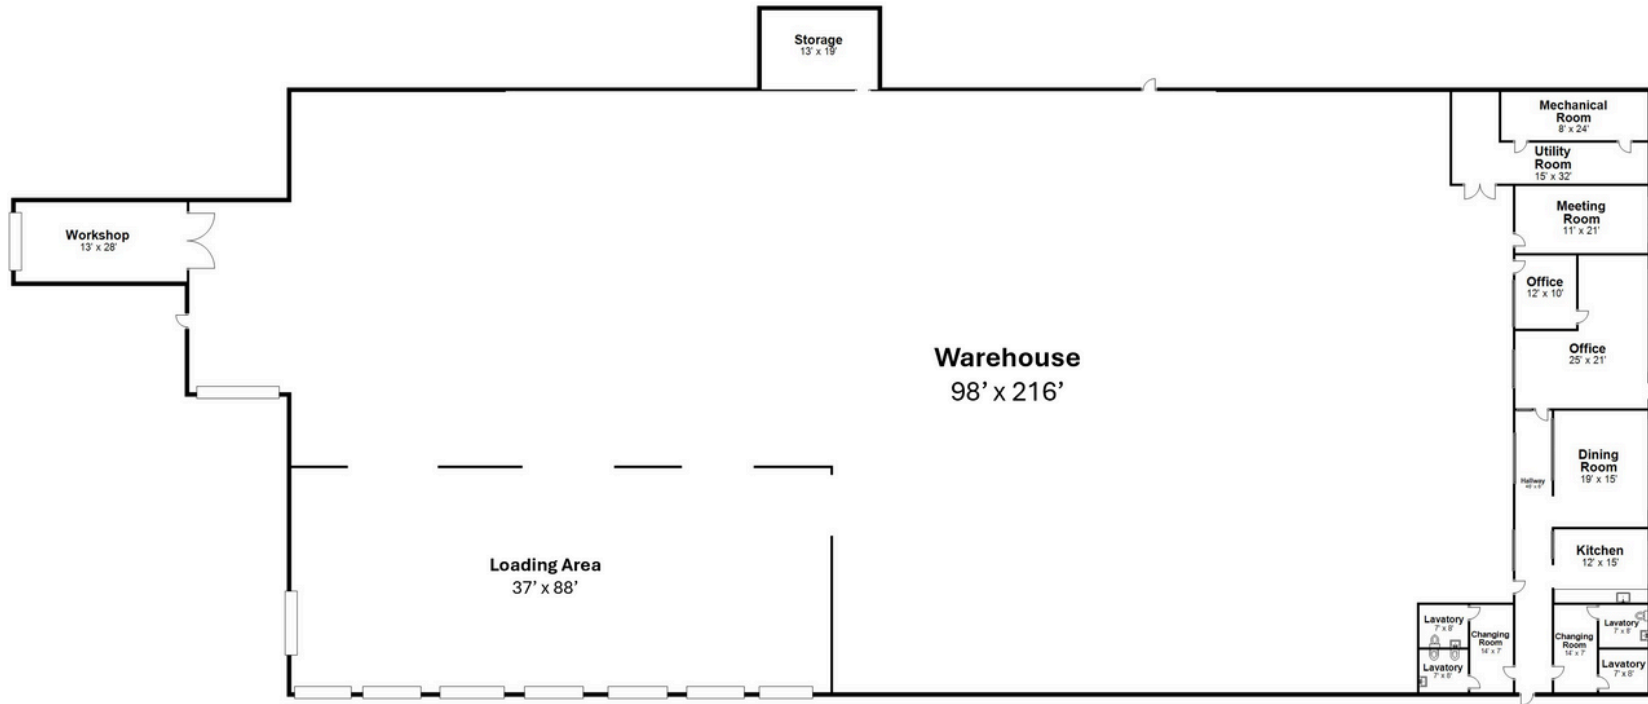 Storage
13' x 19'
Mechanical
Room
8' x 24'
Utility
Room
15' x 32'
Workshop
13' x 28'
Meeting
Room
11' x 21'
Office
12' x 10'
Office
25' x 21'
Warehouse
98’ x 216’
Dining
Room
19' x 15'
Hallway
Kitchen
12' x 15'
Loading Area
37’ x 88’
Lavatory
7' x 8'
Changing
Room
14' x 7'
Lavatory
7' x 8'
Changing
Room
14' x 7'
Lavatory
7' x 8'
Lavatory
7' x 8'